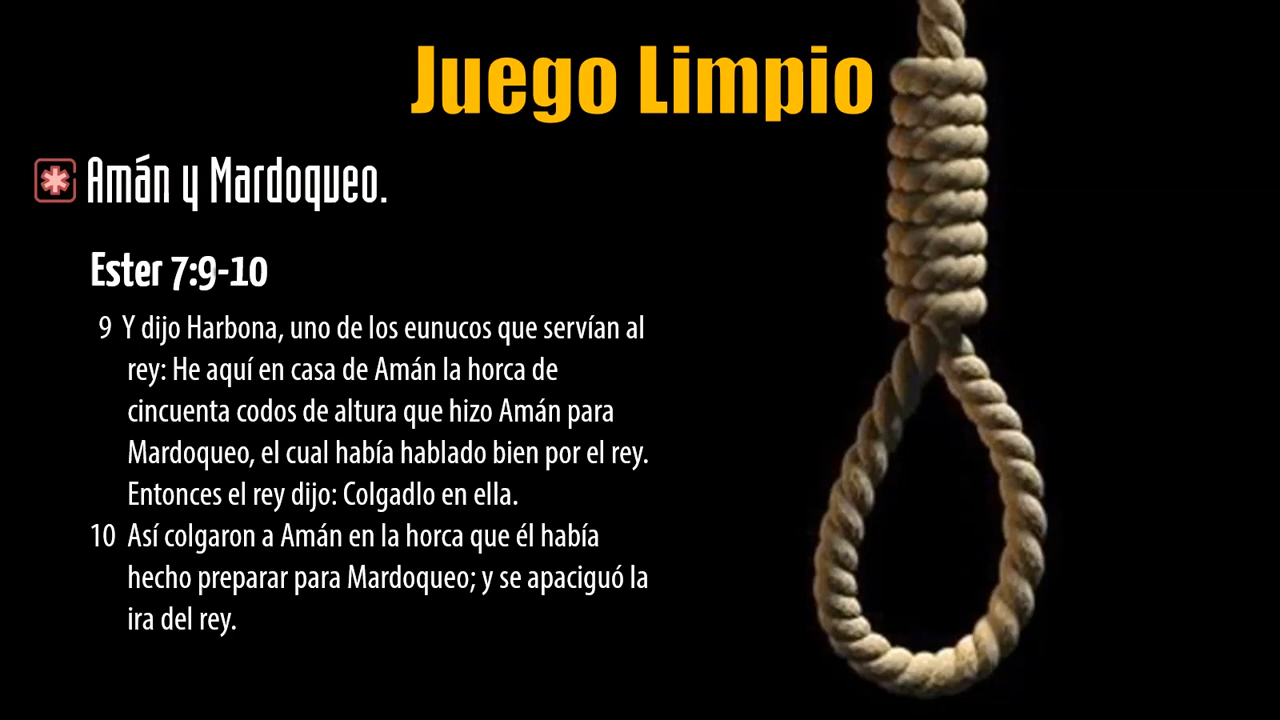 Juego Limpio
Amán y Mardoqueo.
Ester 7:9-10
9 Y dijo Harbona, uno de los eunucos que servían al
rey: He aquí en casa de Amán la horca de
cincuenta codos de altura que hizo Amán para
Mardoqueo, el cual había hablado bien por el rey.
Entonces el rey dijo: Colgadlo en ella.
10 Así colgaron a Amán en la horca que él había
hecho preparar para Mardoqueo; y se apaciguó la
ira del rey.